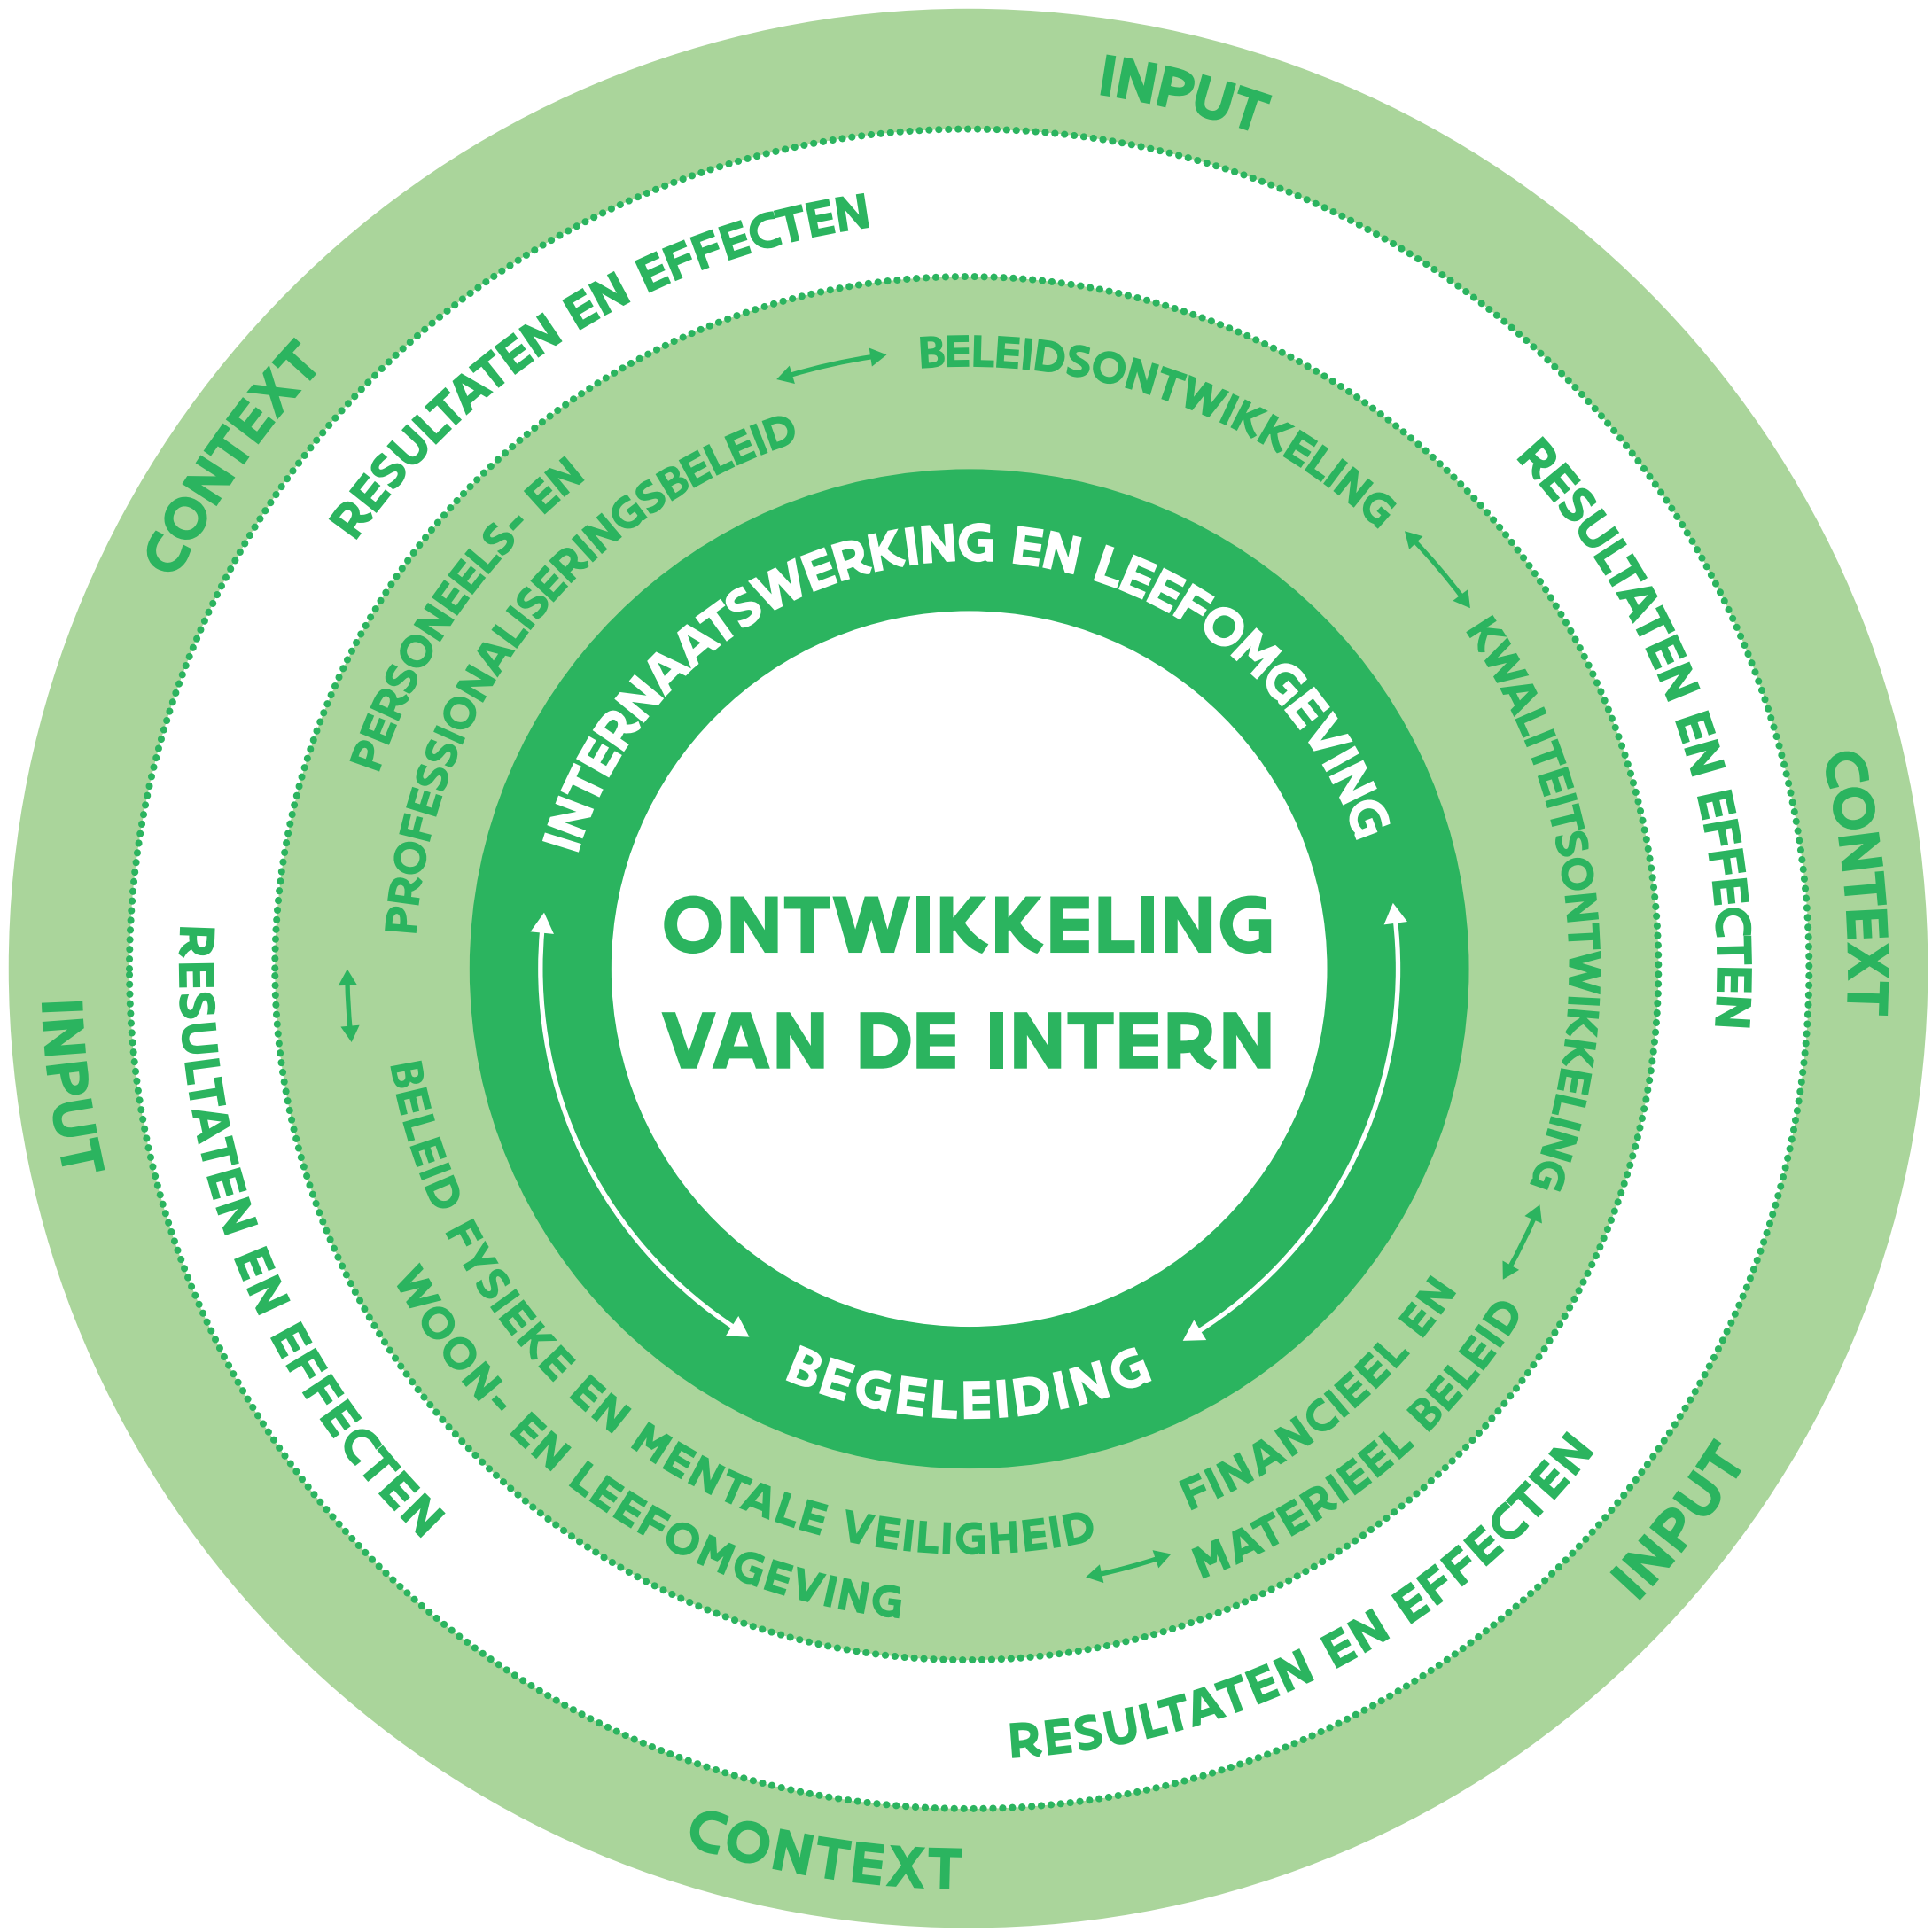 INPUT
CONTEXT
INPUT
CONTEXT
INPUT
CONTEXT
RESULTATEN EN EFFECTEN
RESULTATEN EN EFFECTEN
RESULTATEN EN EFFECTEN
RESULTATEN EN EFFECTEN
BELEIDSONTWIKKELING
KWALITEITSONTWIKKELING
FINANCIEEL EN
MATERIEEL BELEID
BELEID FYSIEKE EN MENTALE VEILIGHEID
WOON- EN LEEFOMGEVING
PERSONEELS- EN
PROFESSIONALISERINGSBELEID
INTERNAATSWERKING EN LEEFOMGEVING
BEGELEIDING
ONTWIKKELING
VAN DE INTERN